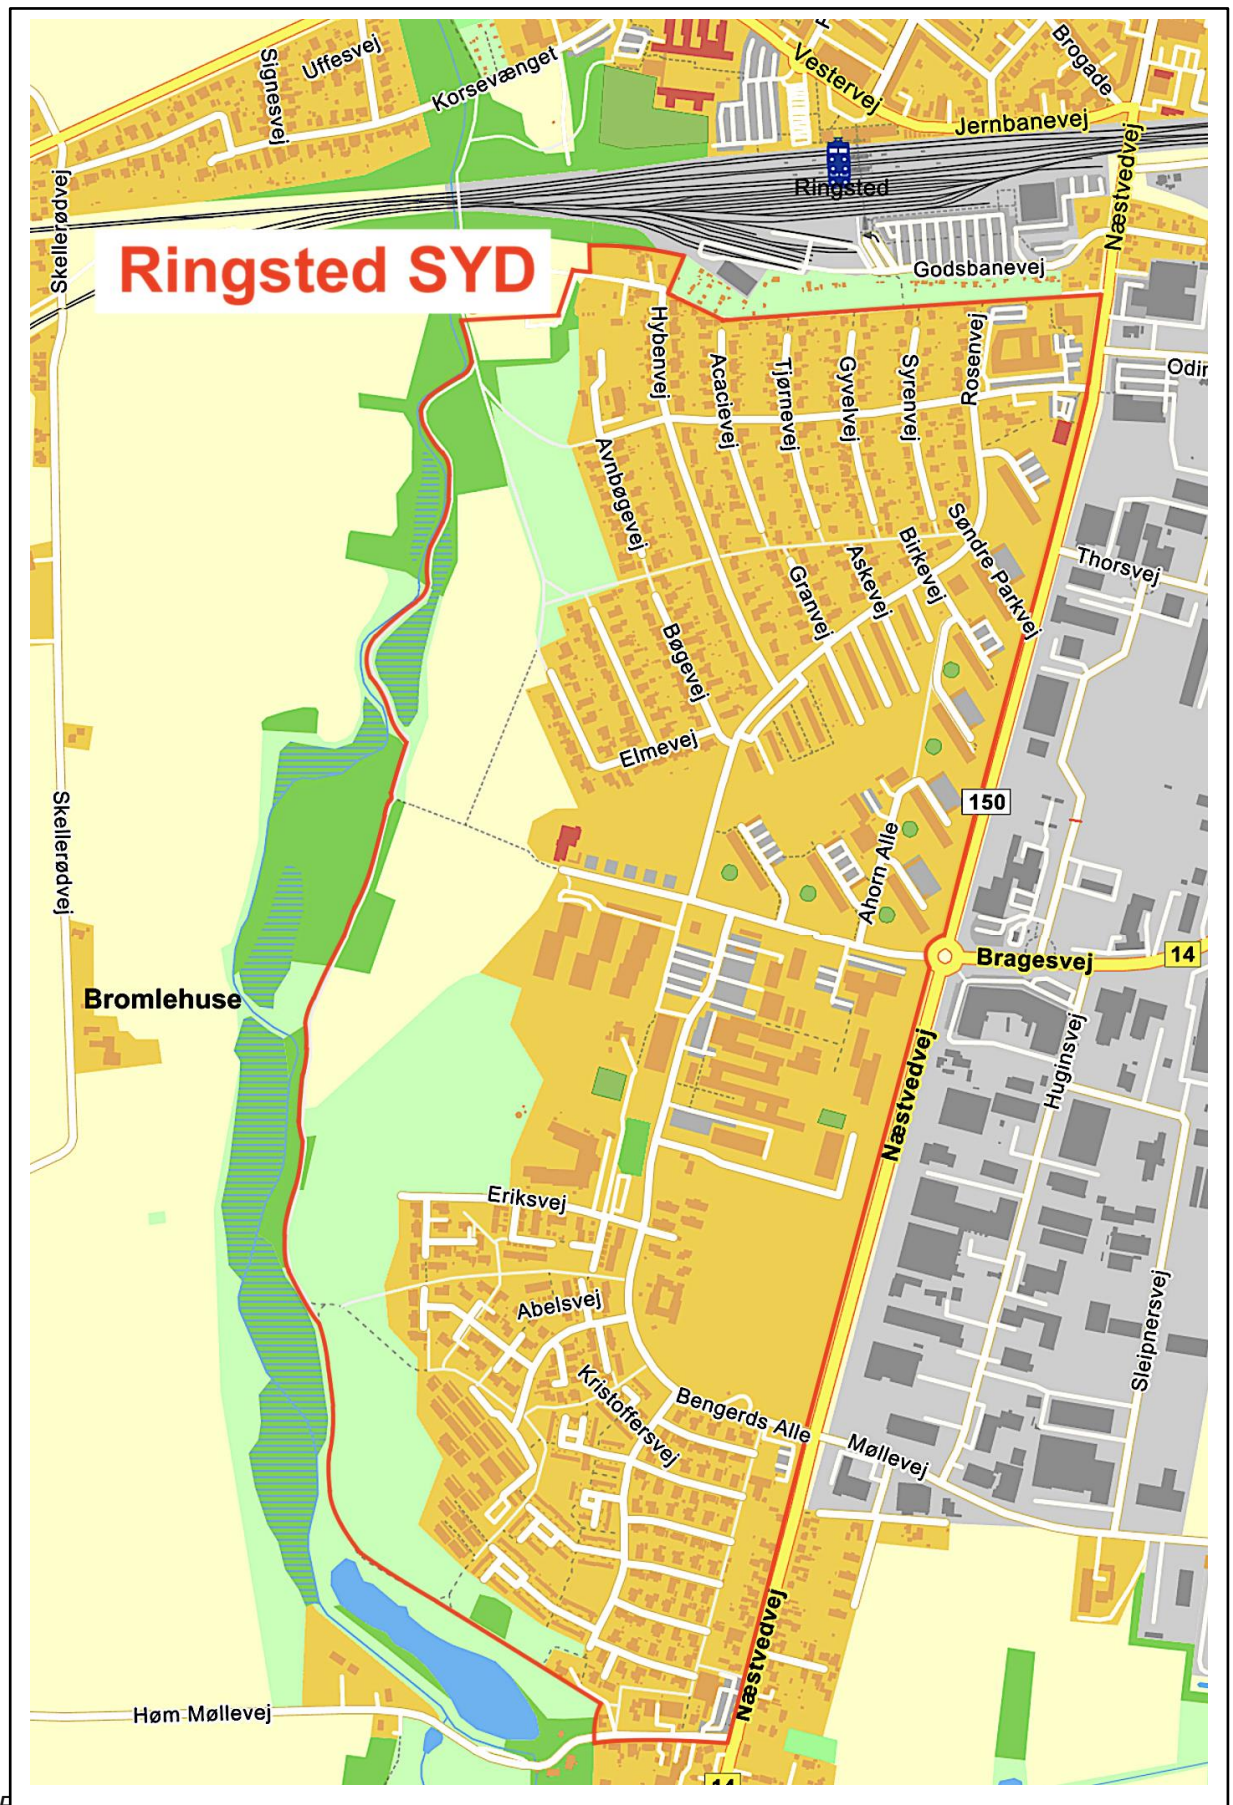 Uffesvej
Signesvej
Korsevænget
Vestervej
Brogade
Jernbanevej
Ringsted
Næstvedvej
Skellerødvej
Ringsted SYD
Godsbanevej
Hybenvej
Acacievej
Tjørnevej
Gyvelvej
Syrenvej
Rosenvej
Odir
Avnbøgevej
Søndre Parkvej
Birkevej
Askevej
Granvej
Thorsvej
Bøgevej
Elmevej
150
Skellerødvej
Ahorn Alle
Bragesvej
14
Bromlehuse
Næstvedvej
Huginsvej
Eriksvej
Abelsvej
Sleipnersvej
Kristoffersvej
Bengerds Alle
Møllevej
Næstvedvej
Høm Møllevej
14